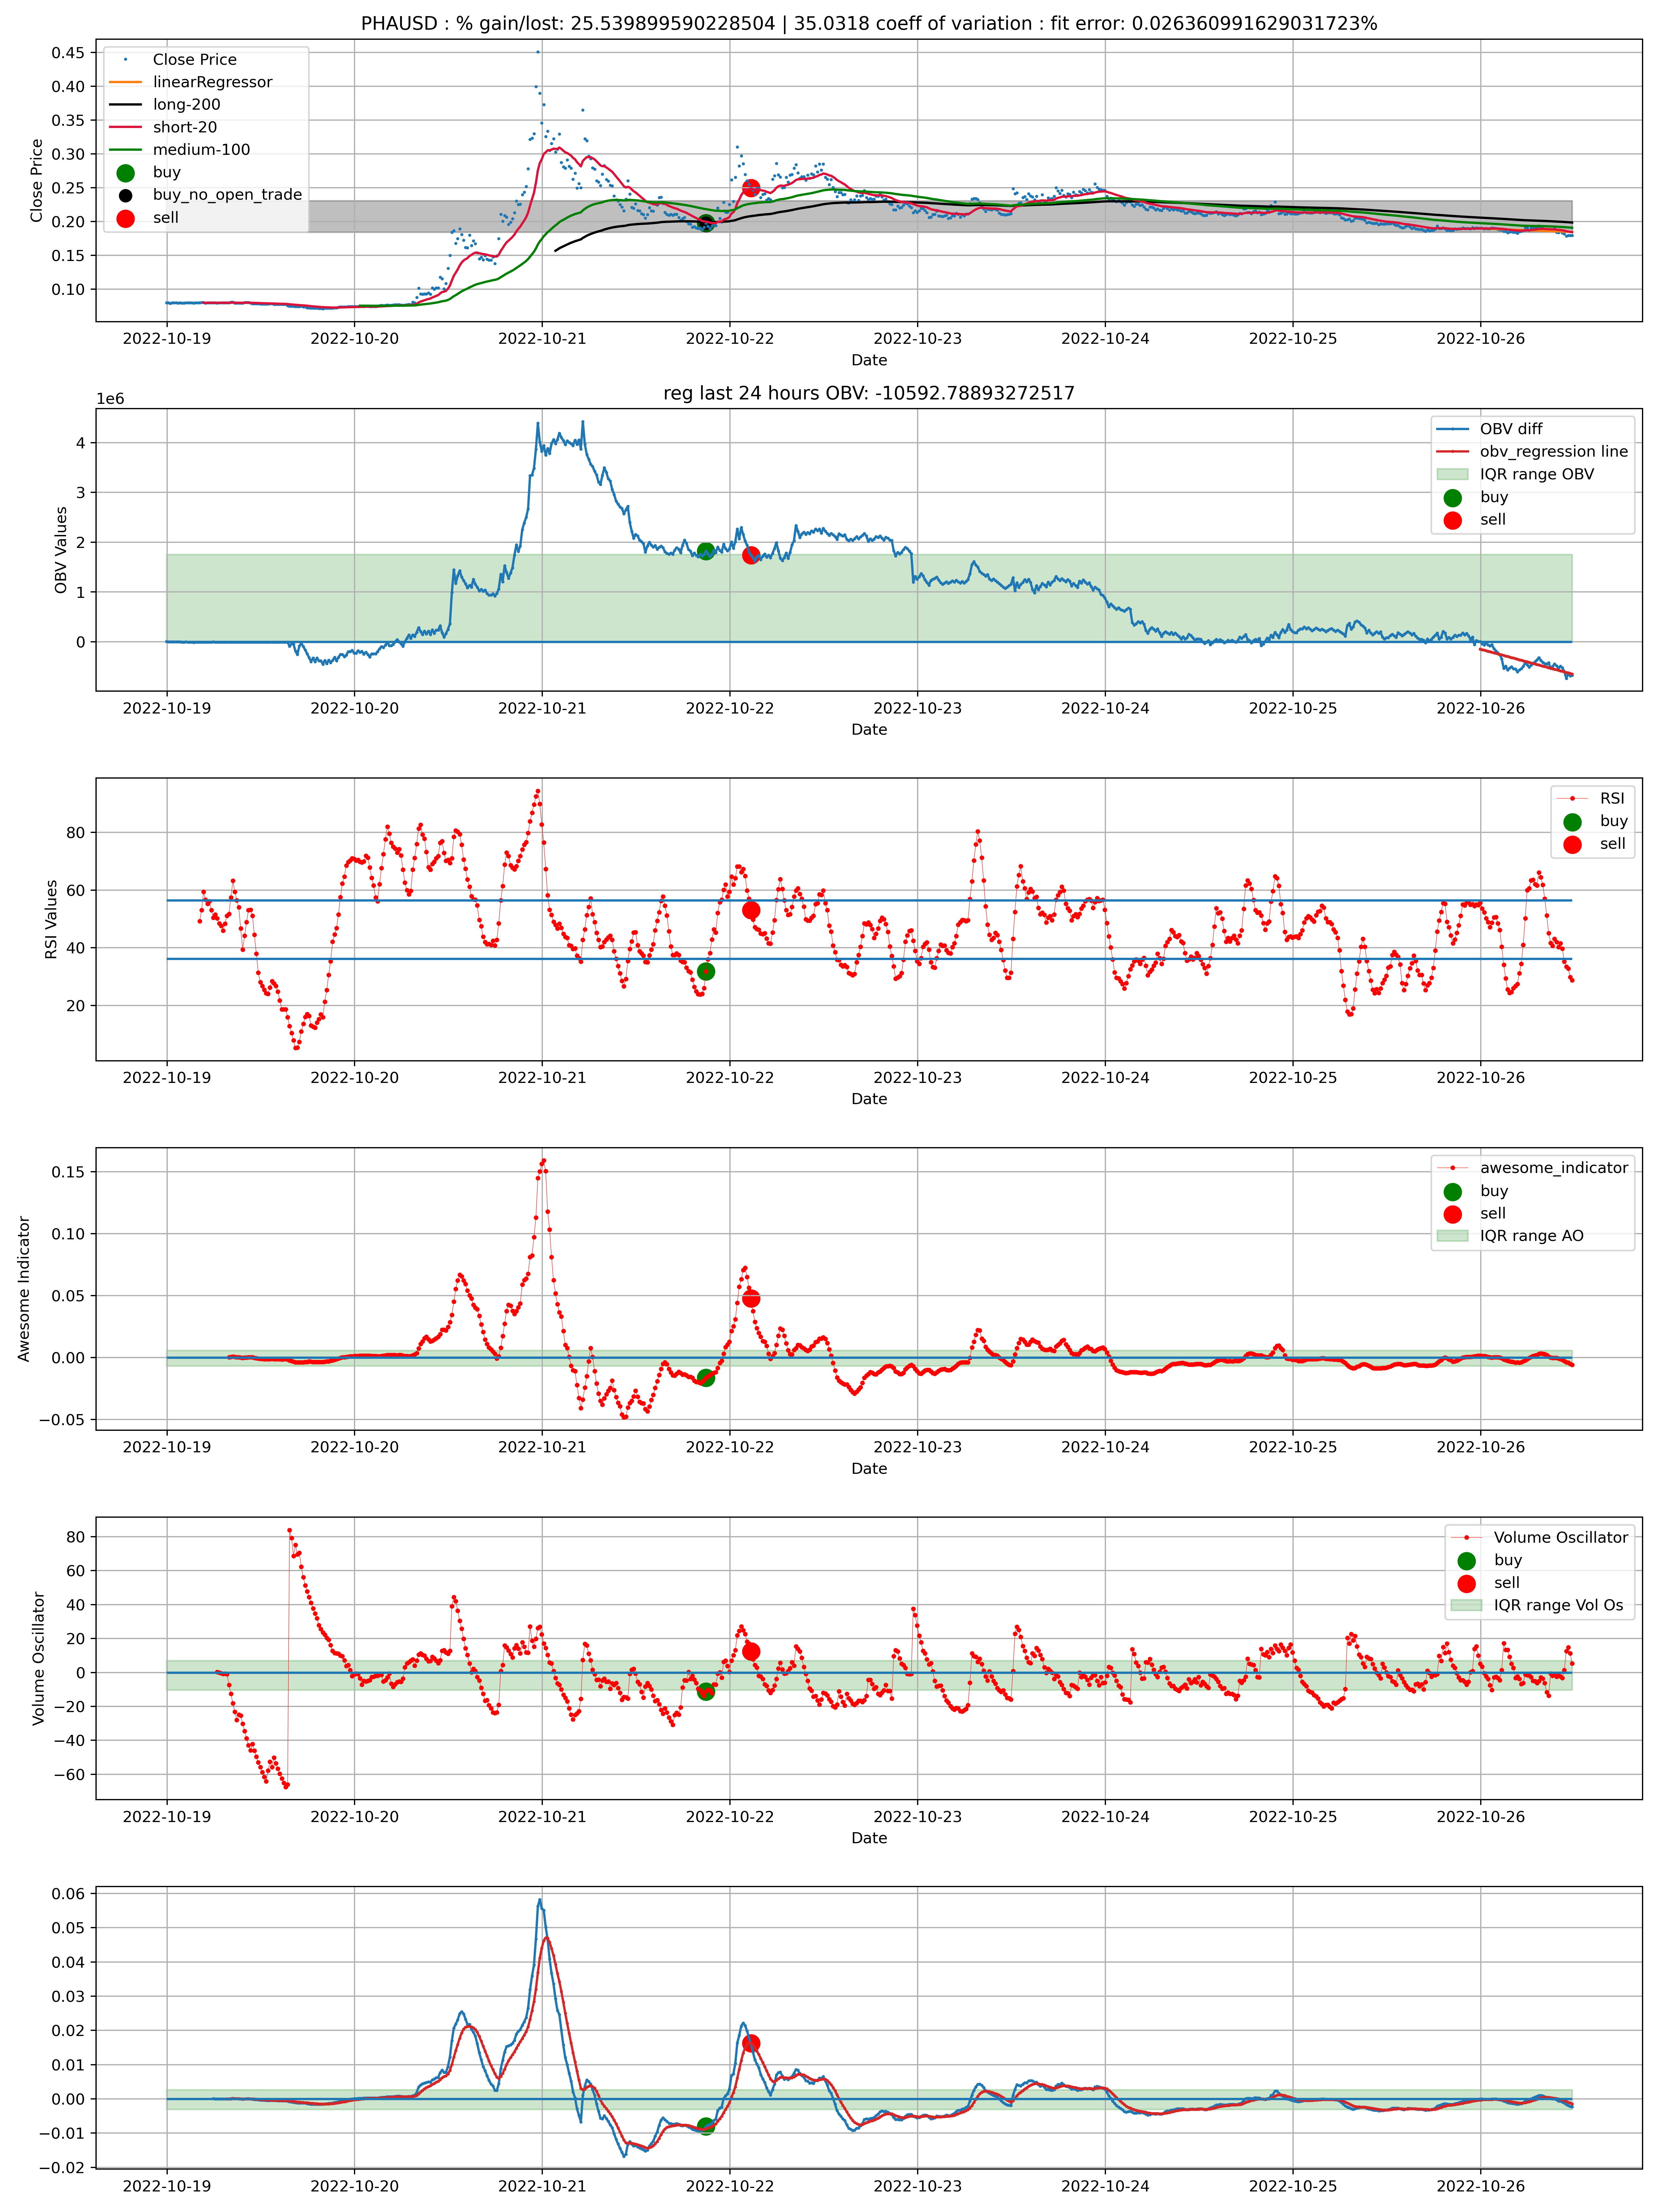 PHAUSD : % gain/lost: 25.539899590228504 | 35.0318 coeff of variation : fit error: 0.026360991629031723%
Close Price
0.45
0.40
0.35
0.30
0.25
0.20
0.15
0.10
Close Price
linearRegressor
long-200
short-20
medium-100
buy
buy_no_open_trade
sell
2022-10-19 2022-10-20 2022-10-21 2022-10-22 2022-10-23 2022-10-24 2022-10-25 2022-10-26
Date
reg last 24 hours OBV: -10592.78893272517
1e6
OBV Values
4
3
2
1
0
OBV diff
obv_regression line
IQR range OBV
buy
sell
2022-10-19 2022-10-20 2022-10-21 2022-10-22 2022-10-23 2022-10-24 2022-10-25 2022-10-26
Date
RSI Values
80
60
40
20
RSI
buy
sell
2022-10-19 2022-10-20 2022-10-21 2022-10-22 2022-10-23 2022-10-24 2022-10-25 2022-10-26
Date
Awesome Indicator
0.15
0.10
0.05
0.00
−0.05
awesome_indicator
buy
sell
IQR range AO
2022-10-19 2022-10-20 2022-10-21 2022-10-22 2022-10-23 2022-10-24 2022-10-25 2022-10-26
Date
Volume Oscillator
80
60
40
20
0
−20
−40
−60
Volume Oscillator
buy
sell
IQR range Vol Os
2022-10-19 2022-10-20 2022-10-21 2022-10-22 2022-10-23 2022-10-24 2022-10-25 2022-10-26
Date
0.06
0.05
0.04
0.03
0.02
0.01
0.00
−0.01
−0.02
2022-10-19 2022-10-20 2022-10-21 2022-10-22 2022-10-23 2022-10-24 2022-10-25 2022-10-26